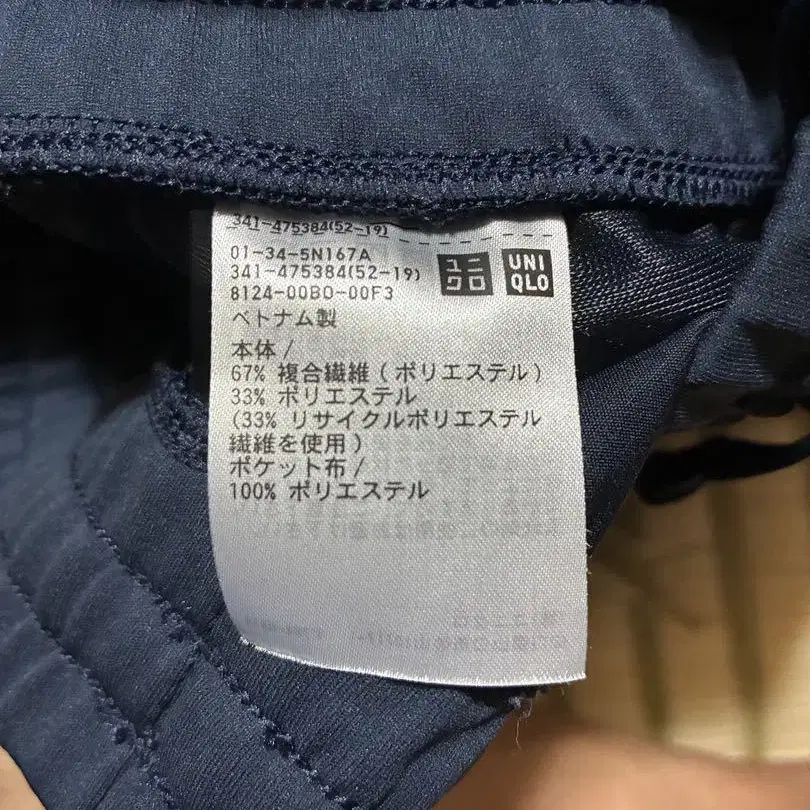 341-475384(52-19)
01-34-5N167A
341-475384(52-19)
8124-00B0-00F3
ユニ
クロ
UNI
QLO
ベトナム製
本体/
67% 複合繊維(ポリエステル)
33% ポリエステル
(33% リサイクルポリエステル
繊維を使用)
ポケット布/
100% ポリエステル